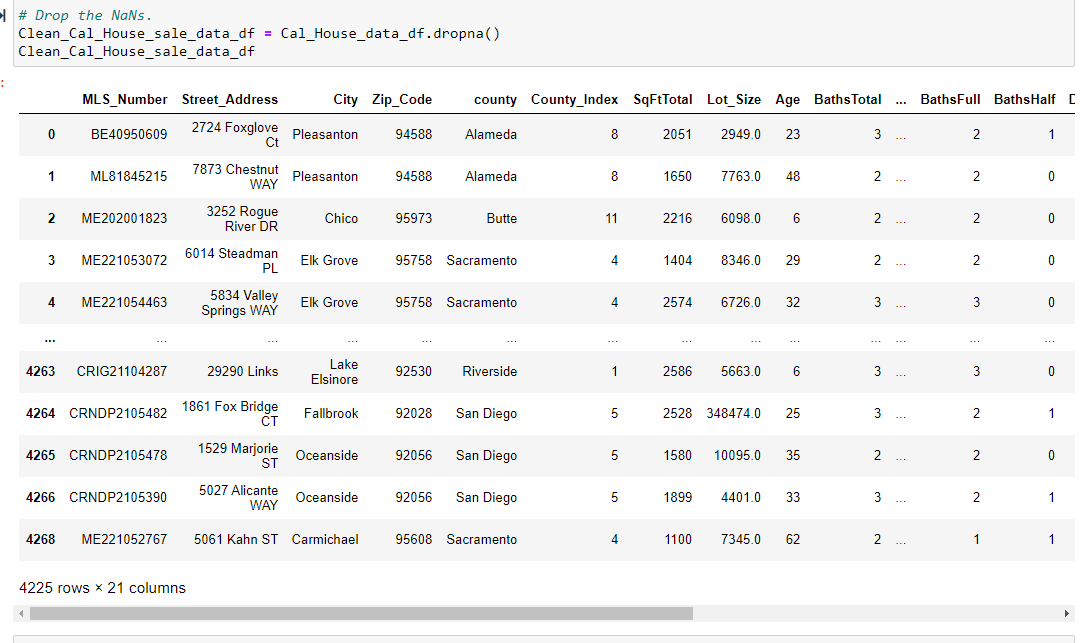 # Drop the NaNs.
Clean_Cal_House_sale_data_df = Cal_House_data_df.dropna()
Clean_Cal_House_sale_data_df
:
MLS_Number Street_Address City Zip_Code county County_Index SqFtTotal Lot_Size Age BathsTotal ... BathsFull BathsHalf D
0 BE40950609 2724 Foxglove Ct Pleasanton 94588 Alameda 8 2051 2949.0 23 3 ... 2 1
1 ML81845215 7873 Chestnut WAY Pleasanton 94588 Alameda 8 1650 7763.0 48 2 ... 2 0
2 ME202001823 3252 Rogue River DR Chico 95973 Butte 11 2216 6098.0 6 2 ... 2 0
3 ME221053072 6014 Steadman PL Elk Grove 95758 Sacramento 4 1404 8346.0 29 2 ... 2 0
4 ME221054463 5834 Valley Springs WAY Elk Grove 95758 Sacramento 4 2574 6726.0 32 3 ... 3 0
... ... ... ... ... ... ... ... ... ... ... ... ... ...
4263 CRIG21104287 29290 Links Lake Elsinore 92530 Riverside 1 2586 5663.0 6 3 ... 3 0
4264 CRNDP2105482 1861 Fox Bridge CT Fallbrook 92028 San Diego 5 2528 348474.0 25 3 ... 2 1
4265 CRNDP2105478 1529 Marjorie ST Oceanside 92056 San Diego 5 1580 10095.0 35 2 ... 2 0
4266 CRNDP2105390 5027 Alicante WAY Oceanside 92056 San Diego 5 1899 4401.0 33 3 ... 2 1
4268 ME221052767 5061 Kahn ST Carmichael 95608 Sacramento 4 1100 7345.0 62 2 ... 1 1
4225 rows × 21 columns